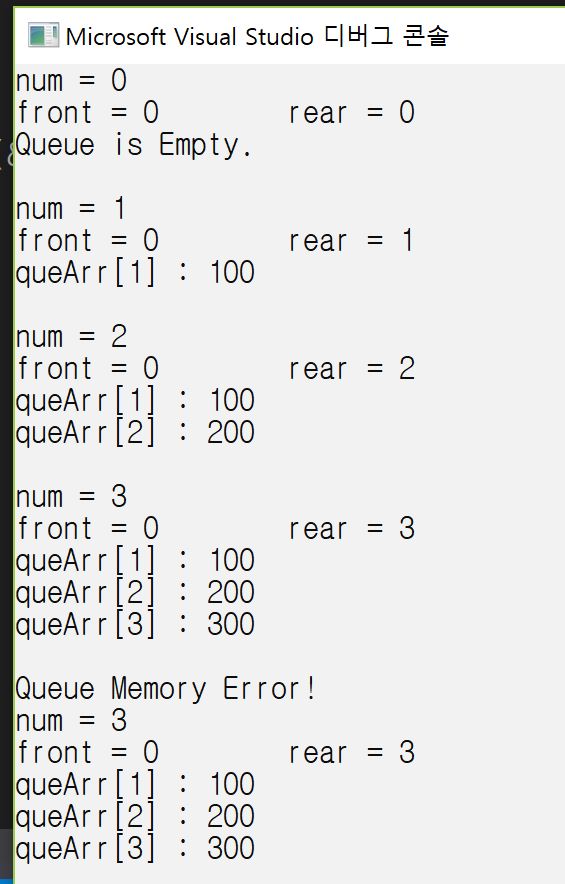 Microsoft Visual Studio 디버그 콘솔
num = 0
front = 0 rear = 0
Queue is Empty.
num = 1
front = 0 rear = 1
queArr[1] : 100
num = 2
front = 0 rear = 2
queArr[1] : 100
queArr[2] : 200
num = 3
front = 0 rear = 3
queArr[1] : 100
queArr[2] : 200
queArr[3] : 300
Queue Memory Error!
num = 3
front = 0 rear = 3
queArr[1] : 100
queArr[2] : 200
queArr[3] : 300